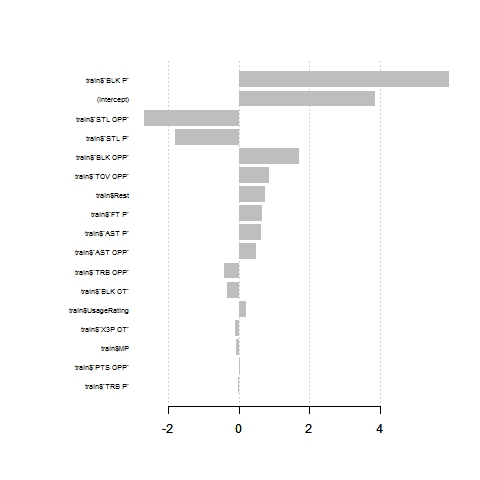 train$`BLK P`
(Intercept)
train$`STL OPP`
train$`STL P`
train$`BLK OPP`
train$`TOV OPP`
train$Rest
train$`FT P`
train$`AST P`
train$`AST OPP`
train$`TRB OPP`
train$`BLK OT`
train$UsageRating
train$`X3P OT`
train$MP
train$`PTS OPP`
train$`TRB P`
-2 0 2 4